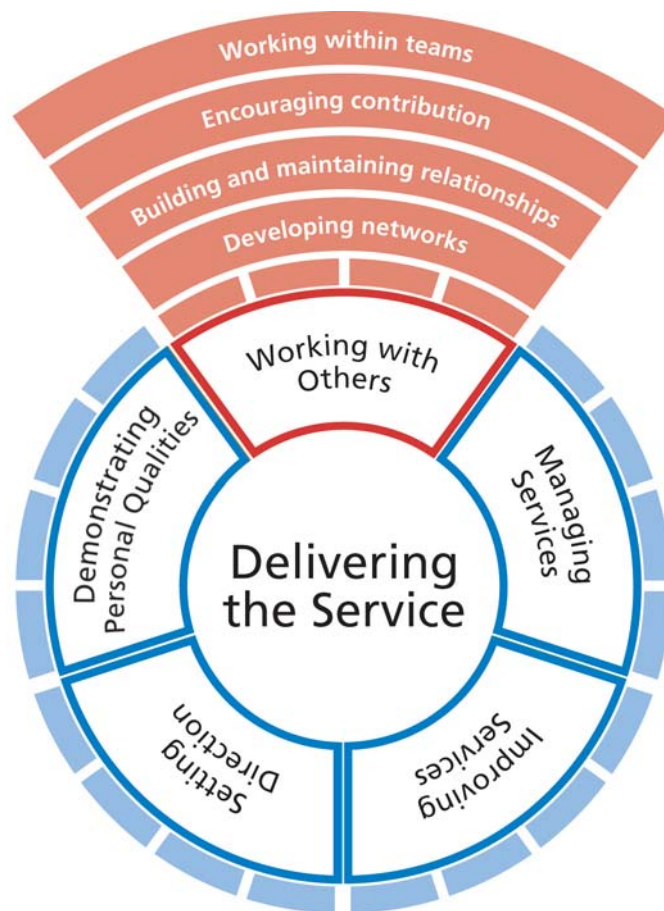 Working within teams
Encouraging contribution
Building and maintaining relationships
Developing networks
Working with
Others
Demonstrating
Personal Qualities
Managing
Services
Delivering
the Service
Setting
Direction
Improving
Services